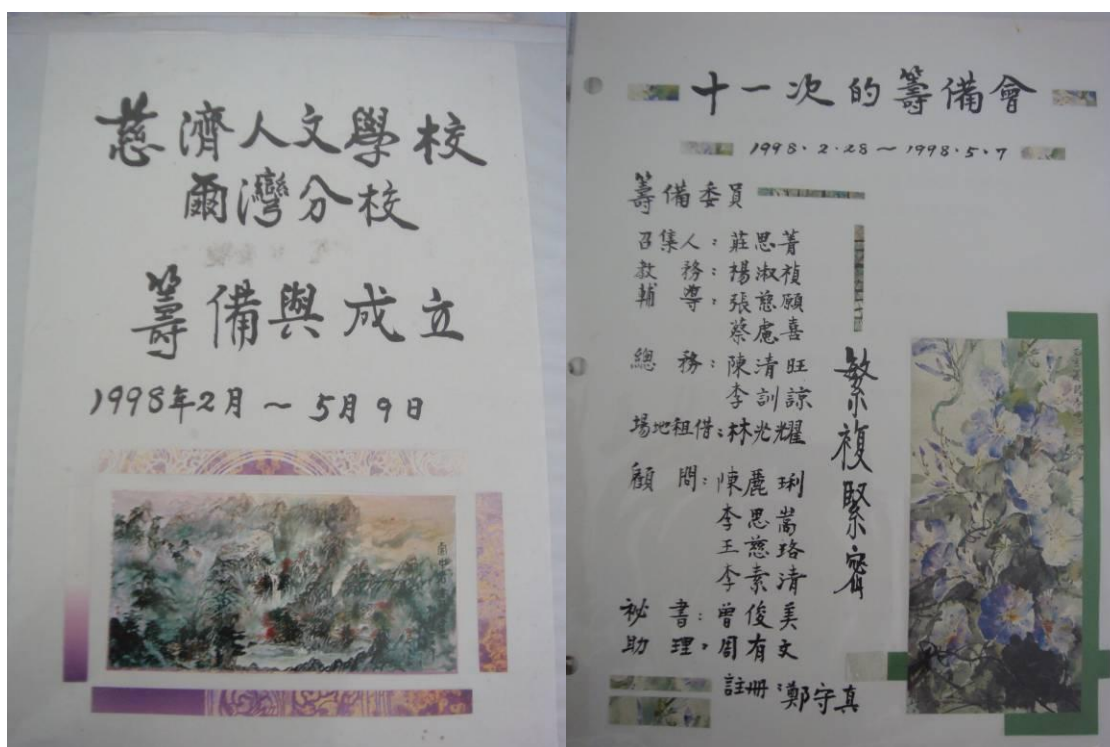 慈濟人文學校
爾灣分校
籌備與成立
1998年2月～5月9日
十一次的籌備會
1998.2.28～1998.5.7
籌備委員
召集人：莊思菁
教務：楊淑禎
輔導：張慈願
蔡慮喜
總務：陳清旺
李訓諒
場地租借：林兆耀
顧問：陳麗琍
李思嵩
王慈珞
李素清
祕書：曾俊美
助理：周有文
註冊：鄭守真
繁複緊密